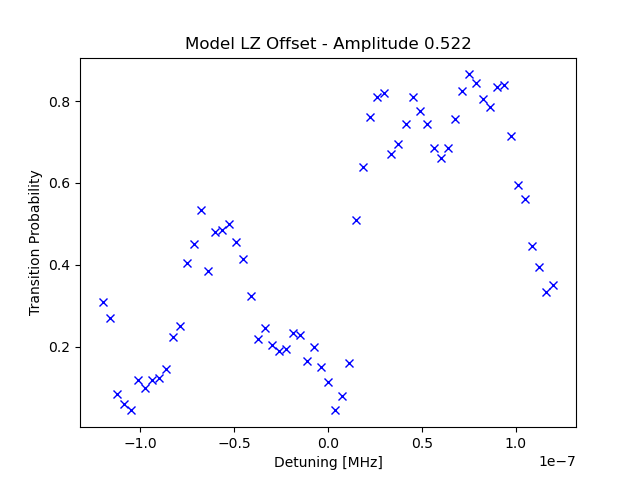 Model LZ Offset - Amplitude 0.522
Transition Probability
0.8
0.6
0.4
0.2
−1.0
−0.5
0.0
0.5
1.0
1e−7
Detuning [MHz]